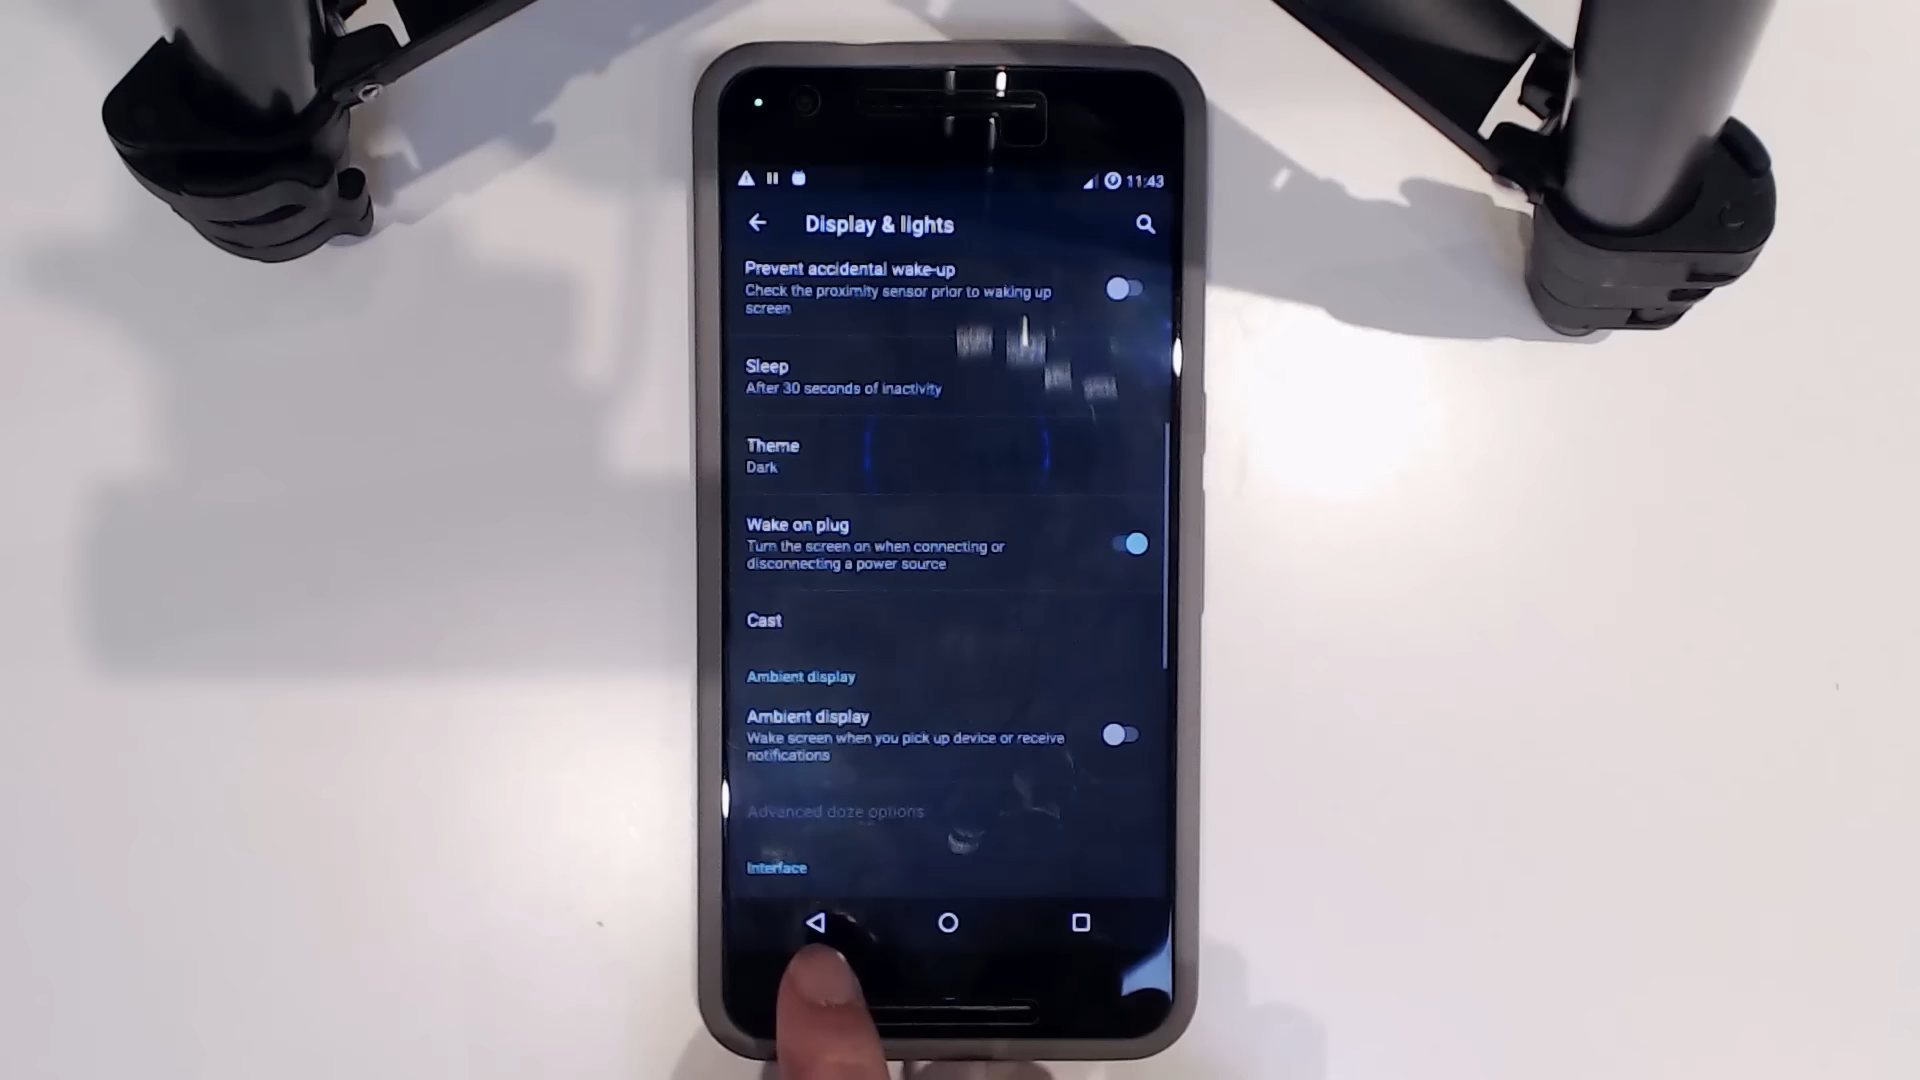 11:43
Display & lights
Prevent accidental wake-up
Check the proximity sensor prior to waking up
screen
Sleep
After 30 seconds of inactivity
Theme
Dark
Wake on plug
Turn the screen on when connecting or
disconnecting a power source
Cast
Ambient display
Ambient display
Wake screen when you pick up device or receive
notifications
Advanced doze options
Interface